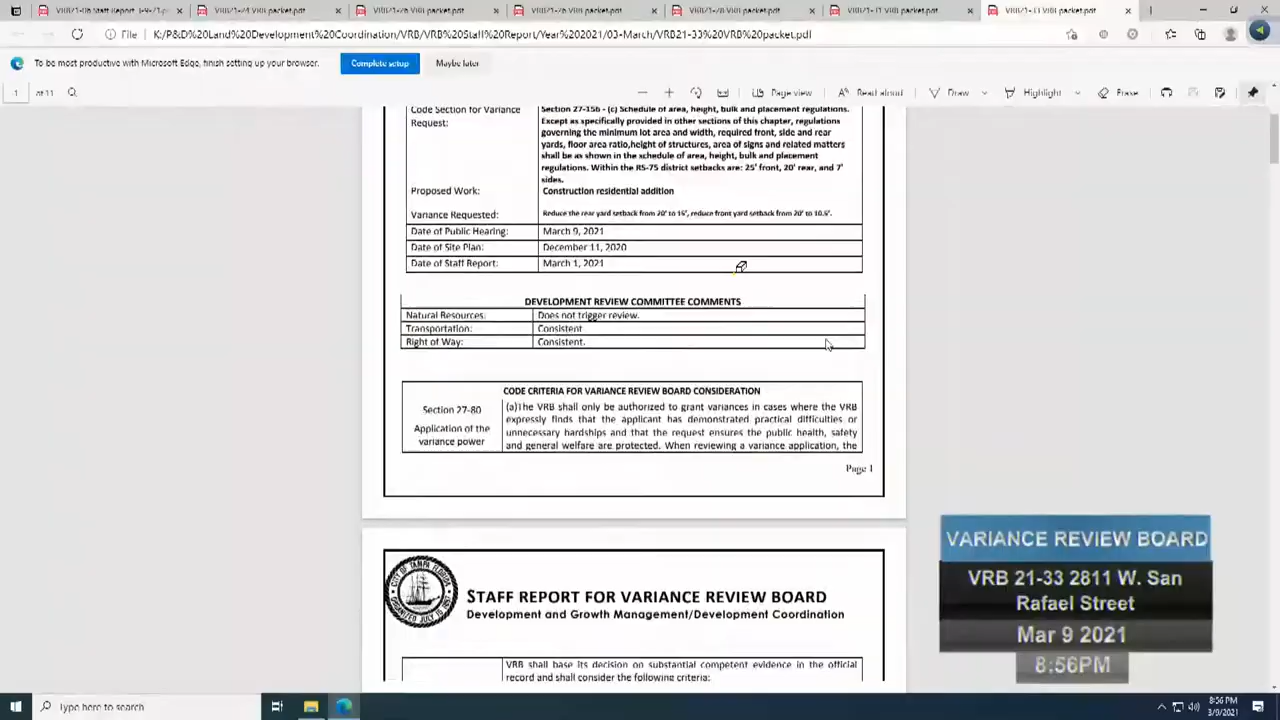 VRB21-33 VRB packet.pdf
File K:/P&D%20Land%20Development%20Coordination/VRB/VRB%20Staff%20Report/Year%202021/03-March/VRB21-33%20VRB%20packet.pdf
To be most productive with Microsoft Edge, finish setting up your browser. Complete setup Maybe later
1 of 11 Page view Read aloud Draw Highlight Erase
Code Section for Variance Request:
Section 27-156 - (c) Schedule of area, height, bulk and placement regulations.
Except as specifically provided in other sections of this chapter, regulations
governing the minimum lot area and width, required front, side and rear
yards, floor area ratio,height of structures, area of signs and related matters
shall be as shown in the schedule of area, height, bulk and placement
regulations. Within the RS-75 district setbacks are: 25' front, 20' rear, and 7'
sides.
Proposed Work: Construction residential addition
Variance Requested: Reduce the rear yard setback from 20' to 15', reduce front yard setback from 20' to 10.5'.
Date of Public Hearing: March 9, 2021
Date of Site Plan: December 11, 2020
Date of Staff Report: March 1, 2021
DEVELOPMENT REVIEW COMMITTEE COMMENTS
Natural Resources: Does not trigger review.
Transportation: Consistent
Right of Way: Consistent.
CODE CRITERIA FOR VARIANCE REVIEW BOARD CONSIDERATION
Section 27-80
Application of the
variance power
(a)The VRB shall only be authorized to grant variances in cases where the VRB
expressly finds that the applicant has demonstrated practical difficulties or
unnecessary hardships and that the request ensures the public health, safety
and general welfare are protected. When reviewing a variance application, the
Page 1
STAFF REPORT FOR VARIANCE REVIEW BOARD
Development and Growth Management/Development Coordination
VRB shall base its decision on substantial competent evidence in the official
record and shall consider the following criteria:
VARIANCE REVIEW BOARD
VRB 21-33 2811 W. San
Rafael Street
Mar 9 2021
8:56PM
Type here to search
8:56 PM
3/9/2021